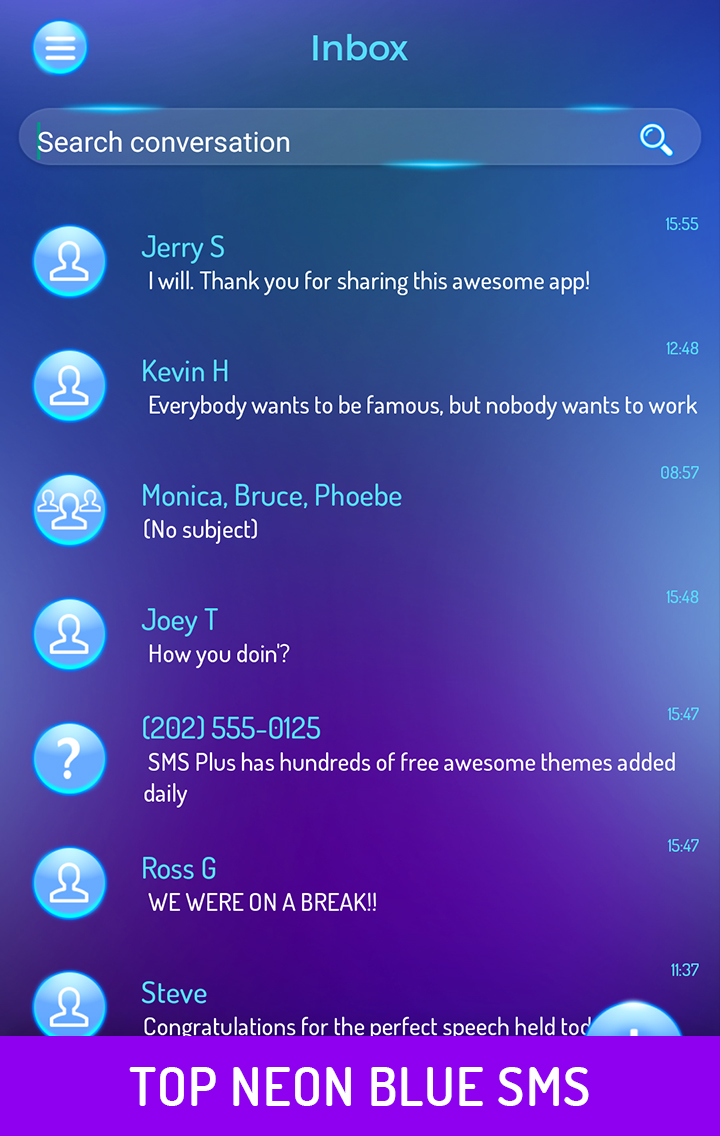 Inbox
Search conversation
15:55
Jerry S
I will. Thank you for sharing this awesome app!
12:48
Kevin H
Everybody wants to be famous, but nobody wants to work
08:57
Monica, Bruce, Phoebe
(No subject)
15:48
Joey T
How you doin'?
15:47
(202) 555-0125
SMS Plus has hundreds of free awesome themes added
daily
15:47
Ross G
WE WERE ON A BREAK!!
11:37
Steve
Congratulations for the perfect speech held
TOP NEON BLUE SMS